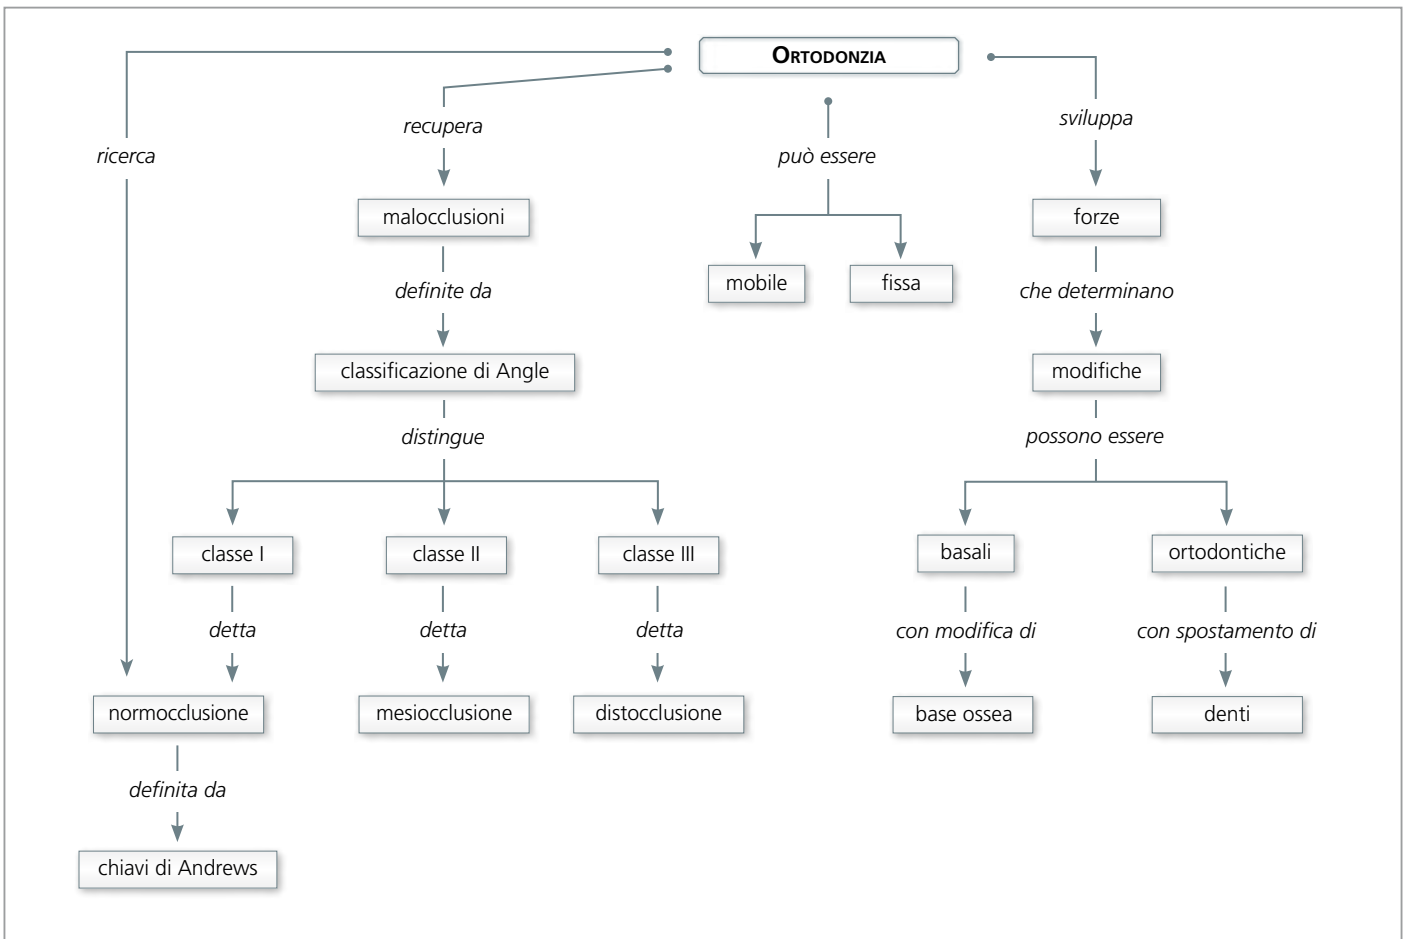 ORTODONZIA
ricerca
recupera
può essere
sviluppa
malocclusioni
forze
mobile
fissa
definite da
che determinano
classificazione di Angle
modifiche
distingue
possono essere
classe I
classe II
classe III
basali
ortodontiche
detta
detta
detta
con modifica di
con spostamento di
normocclusione
mesiocclusione
distocclusione
base ossea
denti
definita da
chiavi di Andrews